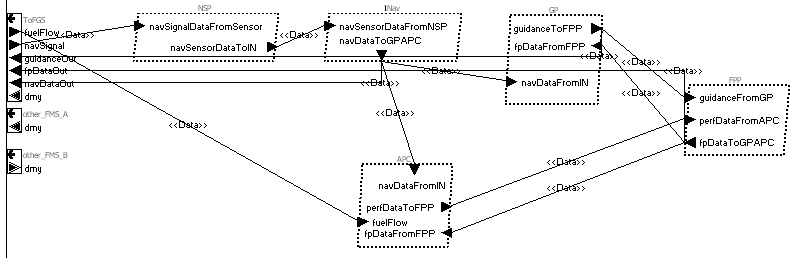 ToFGS
fuelFlow
navSignal
guidanceOut
fpDataOut
navDataOut
dmy
other_FMS_A
dmy
other_FMS_B
dmy
<<Data>>
NSP
navSignalDataFromSensor
navSensorDataToIN
<<Data>>
INav
navSensorDataFromNSP
navDataToGPAPC
<<Data>>
<<Data>>
<<Data>>
GP
guidanceToFPP
fpDataFromFPP
navDataFromIN
<<Data>>
<<Data>>
<<Data>>
<<Data>>
FPP
guidanceFromGP
perfDataFromAPC
fpDataToGPAPC
<<Data>>
<<Data>>
APC
navDataFromIN
perfDataToFPP
fuelFlow
fpDataFromFPP